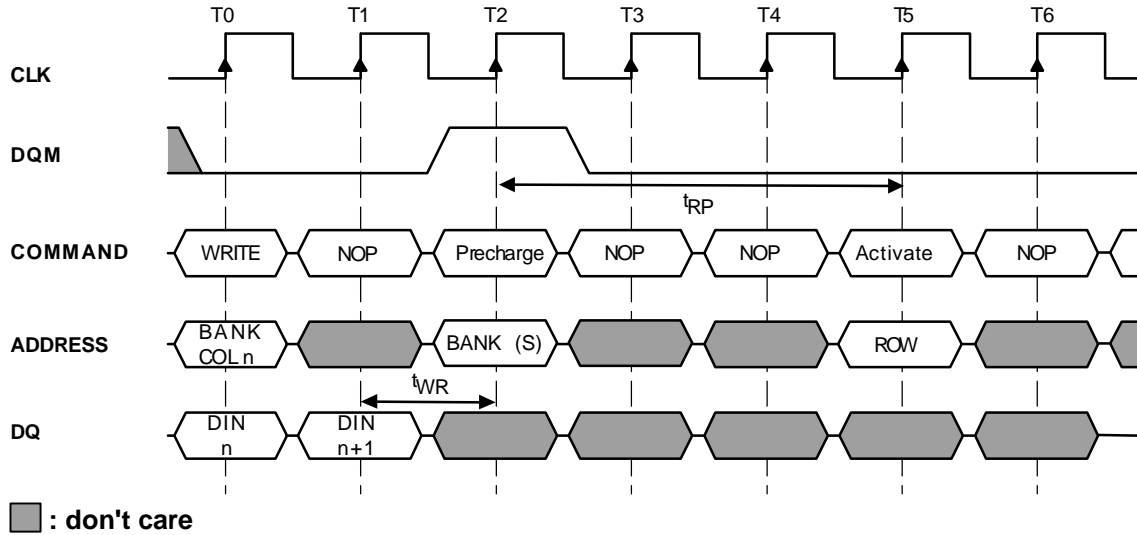 T0 T1 T2 T3 T4 T5 T6
CLK
DQM
tRP
COMMAND WRITE NOP Precharge NOP NOP Activate NOP
ADDRESS BANK COL n BANK (S) ROW
tWR
DQ DIN n DIN n+1
: don't care